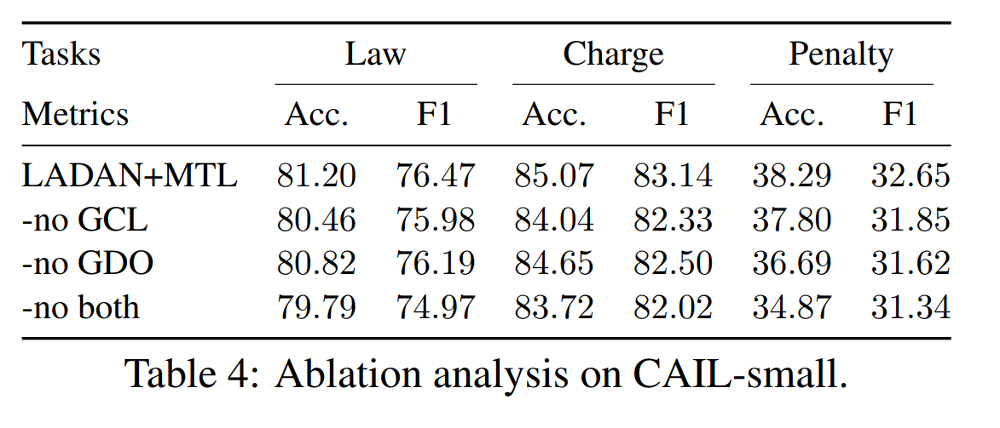 Tasks Law Charge Penalty
Metrics Acc. F1 Acc. F1 Acc. F1
LADAN+MTL 81.20 76.47 85.07 83.14 38.29 32.65
-no GCL 80.46 75.98 84.04 82.33 37.80 31.85
-no GDO 80.82 76.19 84.65 82.50 36.69 31.62
-no both 79.79 74.97 83.72 82.02 34.87 31.34
Table 4: Ablation analysis on CAIL-small.